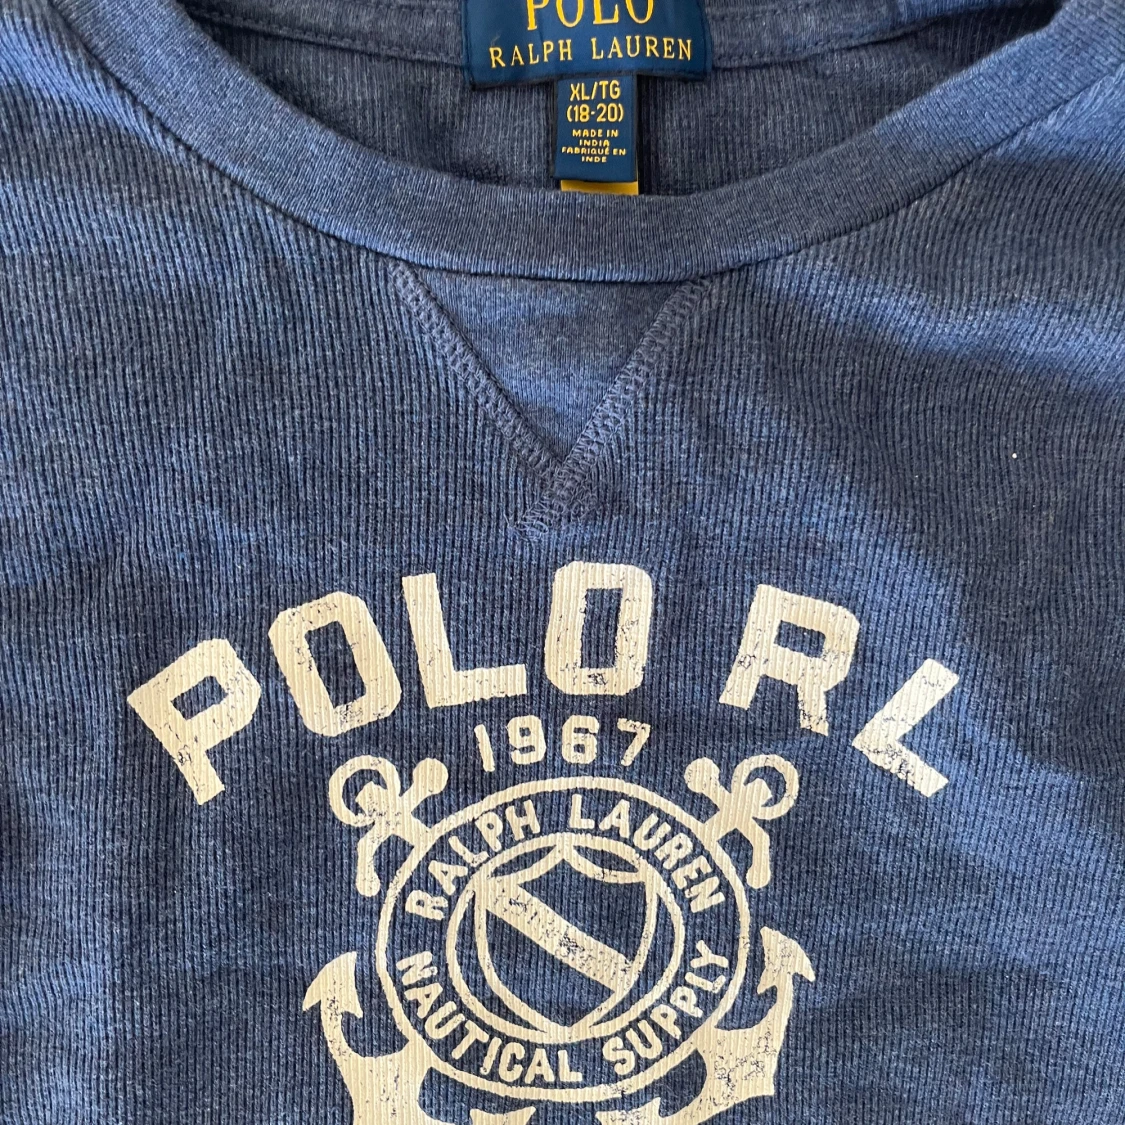 POLO
RALPH LAUREN
XL/TG
(18-20)
MADE IN
INDIA
FABRIQUÉ EN
INDE
POLO RL
1967
RALPH LAUREN
NAUTICAL SUPPLY